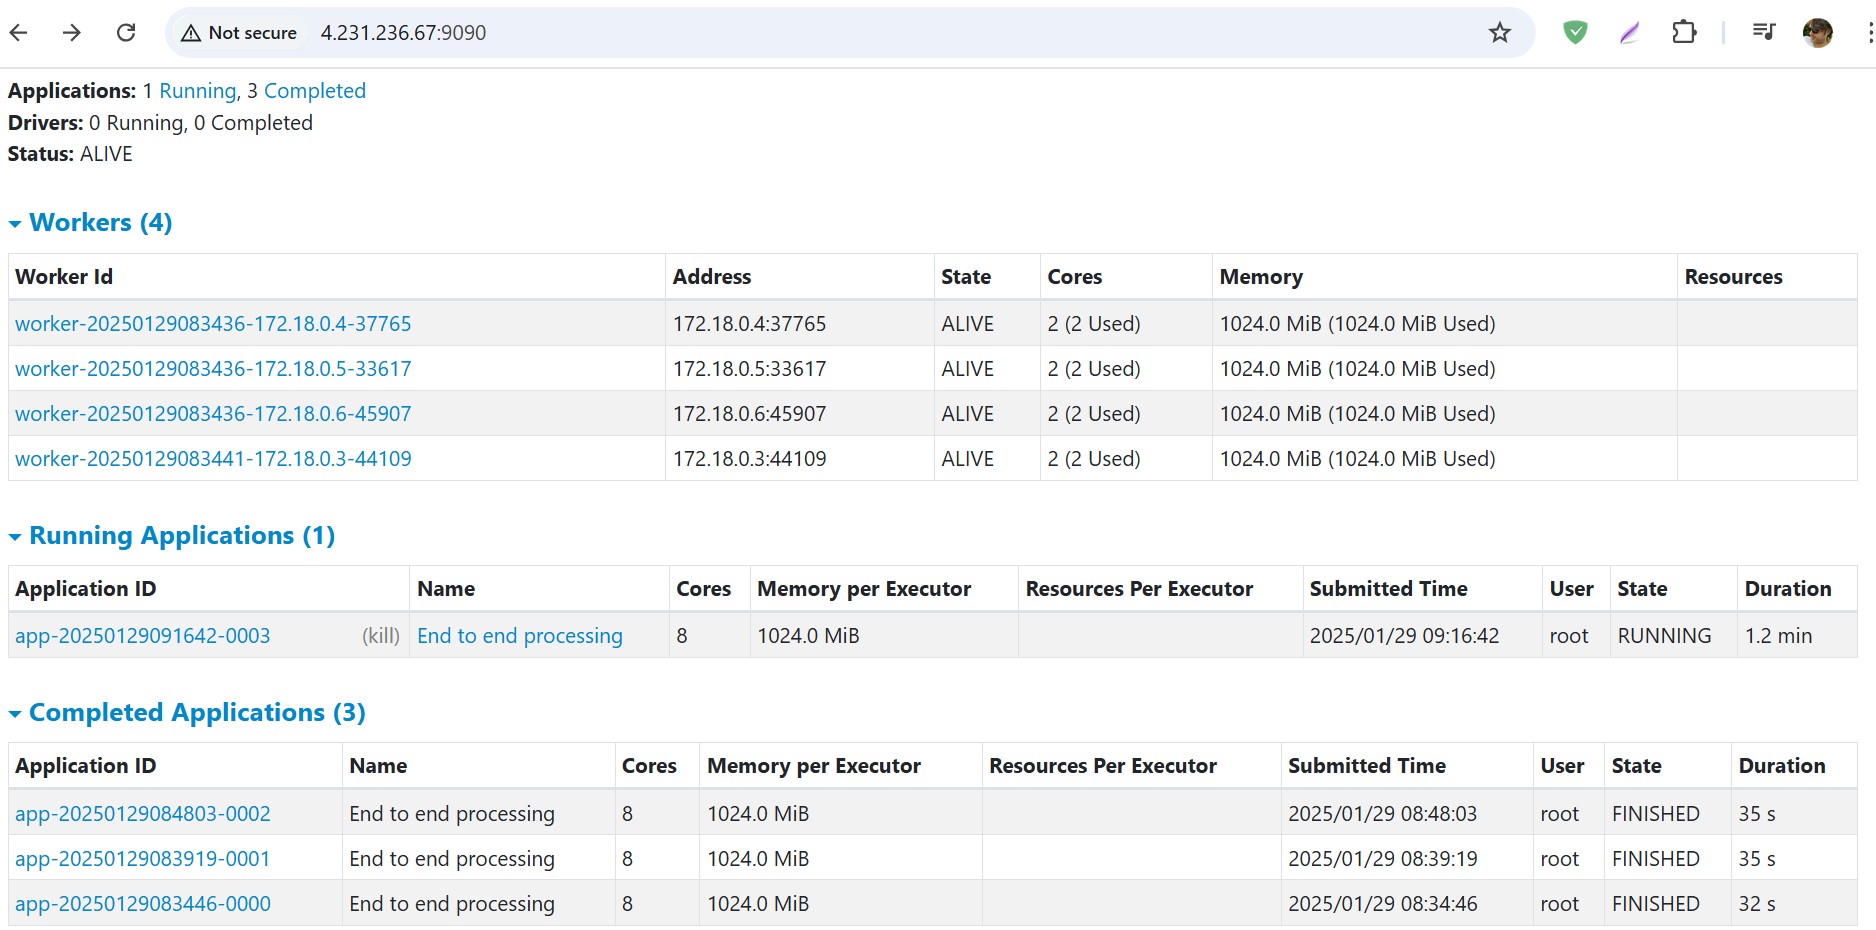 Not secure 4.231.236.67:9090
Applications: 1 Running, 3 Completed
Drivers: 0 Running, 0 Completed
Status: ALIVE
Workers (4)
Worker Id Address State Cores Memory Resources
worker-20250129083436-172.18.0.4-37765 172.18.0.4:37765 ALIVE 2 (2 Used) 1024.0 MiB (1024.0 MiB Used)
worker-20250129083436-172.18.0.5-33617 172.18.0.5:33617 ALIVE 2 (2 Used) 1024.0 MiB (1024.0 MiB Used)
worker-20250129083436-172.18.0.6-45907 172.18.0.6:45907 ALIVE 2 (2 Used) 1024.0 MiB (1024.0 MiB Used)
worker-20250129083441-172.18.0.3-44109 172.18.0.3:44109 ALIVE 2 (2 Used) 1024.0 MiB (1024.0 MiB Used)
Running Applications (1)
Application ID Name Cores Memory per Executor Resources Per Executor Submitted Time User State Duration
app-20250129091642-0003 (kill) End to end processing 8 1024.0 MiB 2025/01/29 09:16:42 root RUNNING 1.2 min
Completed Applications (3)
Application ID Name Cores Memory per Executor Resources Per Executor Submitted Time User State Duration
app-20250129084803-0002 End to end processing 8 1024.0 MiB 2025/01/29 08:48:03 root FINISHED 35 s
app-20250129083919-0001 End to end processing 8 1024.0 MiB 2025/01/29 08:39:19 root FINISHED 35 s
app-20250129083446-0000 End to end processing 8 1024.0 MiB 2025/01/29 08:34:46 root FINISHED 32 s